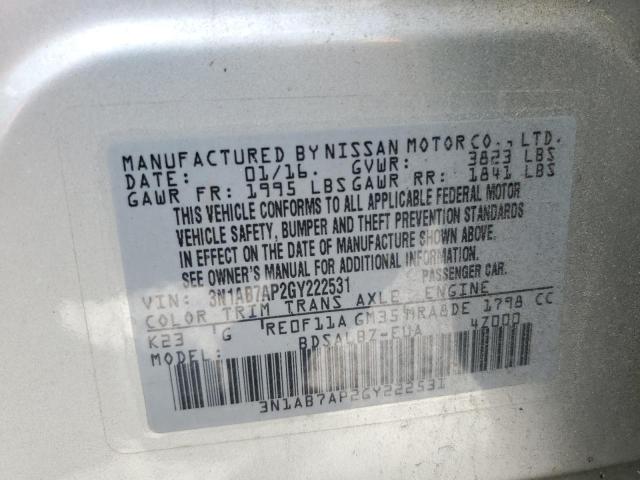 MANUFACTURED BY NISSAN MOTOR CO., LTD.
DATE: 01/16. GVWR: 3823 LBS
GAWR FR: 1995 LBS GAWR RR: 1841 LBS
THIS VEHICLE CONFORMS TO ALL APPLICABLE FEDERAL MOTOR
VEHICLE SAFETY, BUMPER AND THEFT PREVENTION STANDARDS
IN EFFECT ON THE DATE OF MANUFACTURE SHOWN ABOVE.
SEE OWNER'S MANUAL FOR ADDITIONAL INFORMATION.
VIN: 3N1AB7AP2GY222531 PASSENGER CAR.
COLOR TRIM TRANS AXLE ENGINE
K23 G RE0F11A GM35 MRA8DE 1798 CC
MODEL: BDSALBZ-EUA 4Z000
3N1AB7AP2GY222531